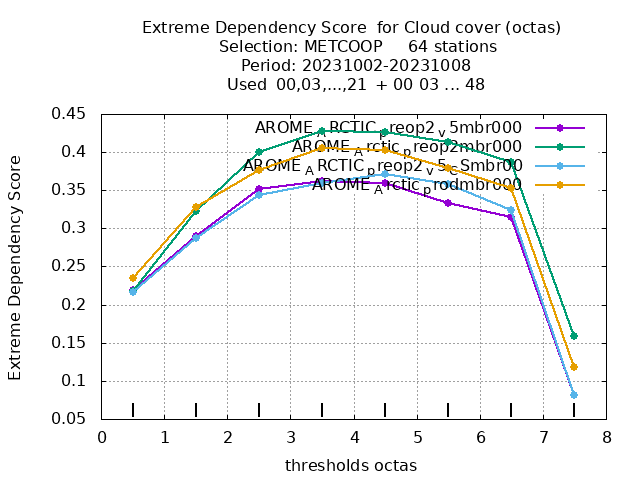 Extreme Dependency Score  for Cloud cover (octas)
Selection: METCOOP     64 stations
Period: 20231002-20231008
Used  00,03,...,21  + 00 03 ... 48
Extreme Dependency Score
0.45
0.4
0.35
0.3
0.25
0.2
0.15
0.1
0.05
AROME_ARCTIC_preop2_v5mbr000
AROME_Arctic_preop2mbr000
0 1 2 3 4 5 6 7 8
thresholds octas